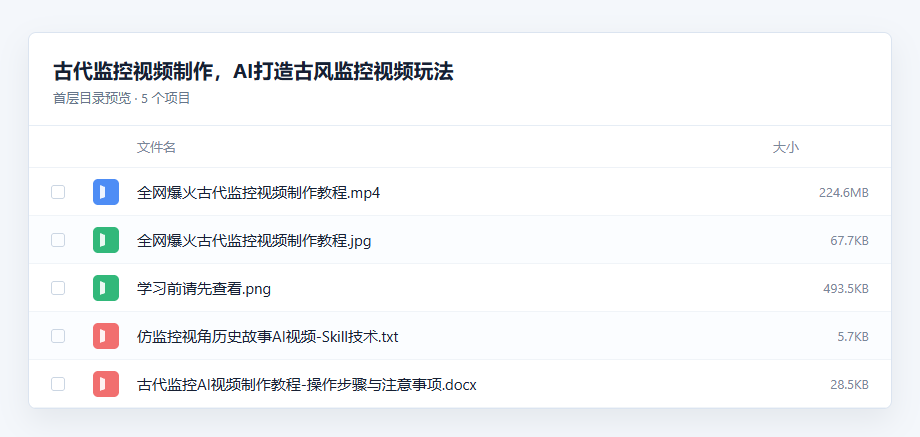 古代监控视频制作，AI打造古风监控视频玩法
首层目录预览 · 5 个项目
文件名 大小
全网爆火古代监控视频制作教程.mp4 224.6MB
全网爆火古代监控视频制作教程.jpg 67.7KB
学习前请先查看.png 493.5KB
仿监控视角历史故事AI视频-Skill技术.txt 5.7KB
古代监控AI视频制作教程-操作步骤与注意事项.docx 28.5KB